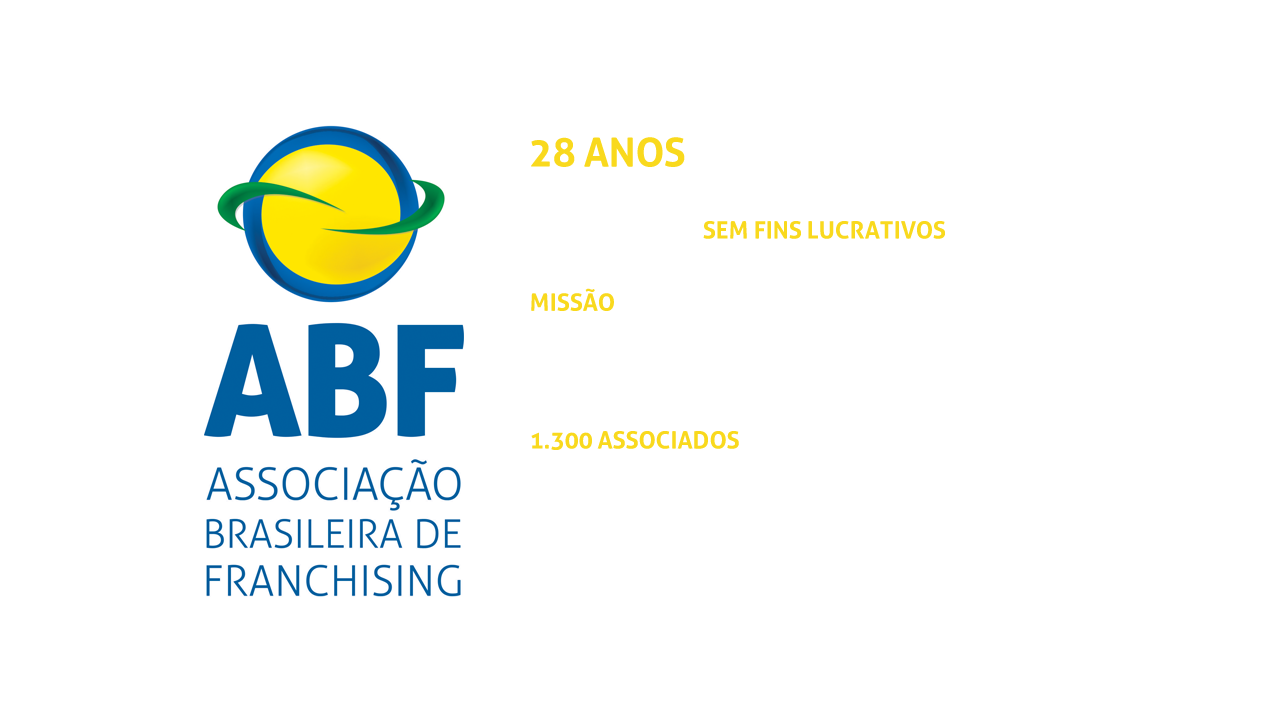 28 ANOS
SEM FINS LUCRATIVOS
MISSÃO
1.300 ASSOCIADOS
ABF
ASSOCIAÇÃO
BRASILEIRA DE
FRANCHISING